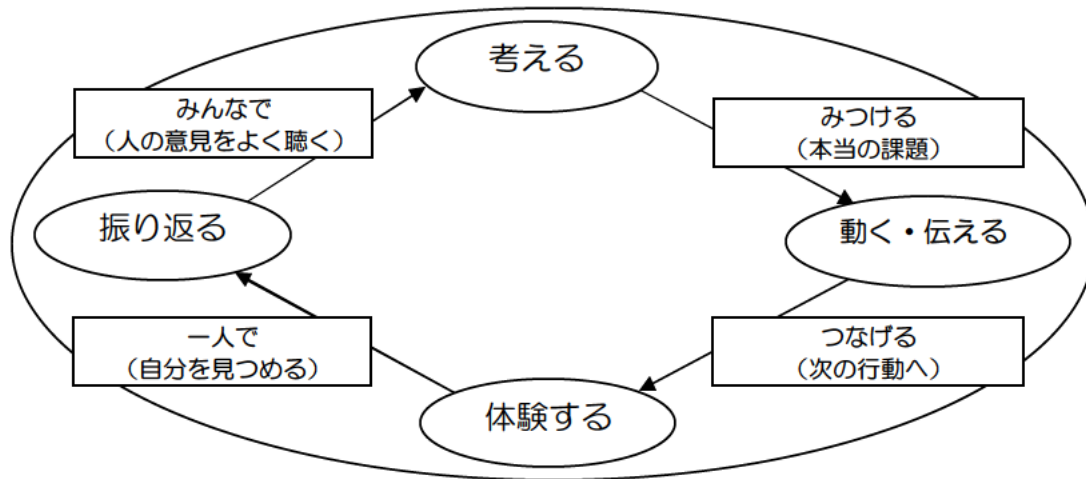 考える
みんなで
（人の意見をよく聴く）
みつける
（本当の課題）
振り返る
動く・伝える
一人で
（自分を見つめる）
つなげる
（次の行動へ）
体験する